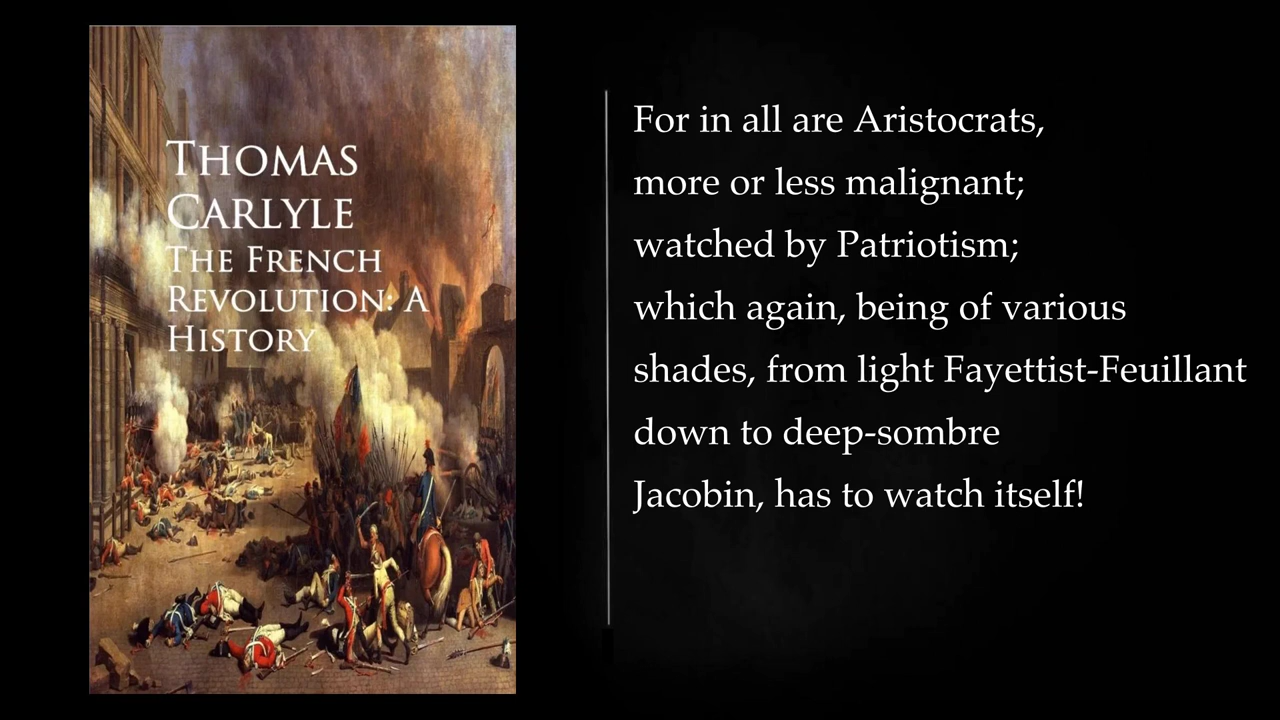 THOMAS
CARLYLE
THE FRENCH
REVOLUTION: A
HISTORY
For in all are Aristocrats,
more or less malignant;
watched by Patriotism;
which again, being of various
shades, from light Fayettist-Feuillant
down to deep-sombre
Jacobin, has to watch itself!